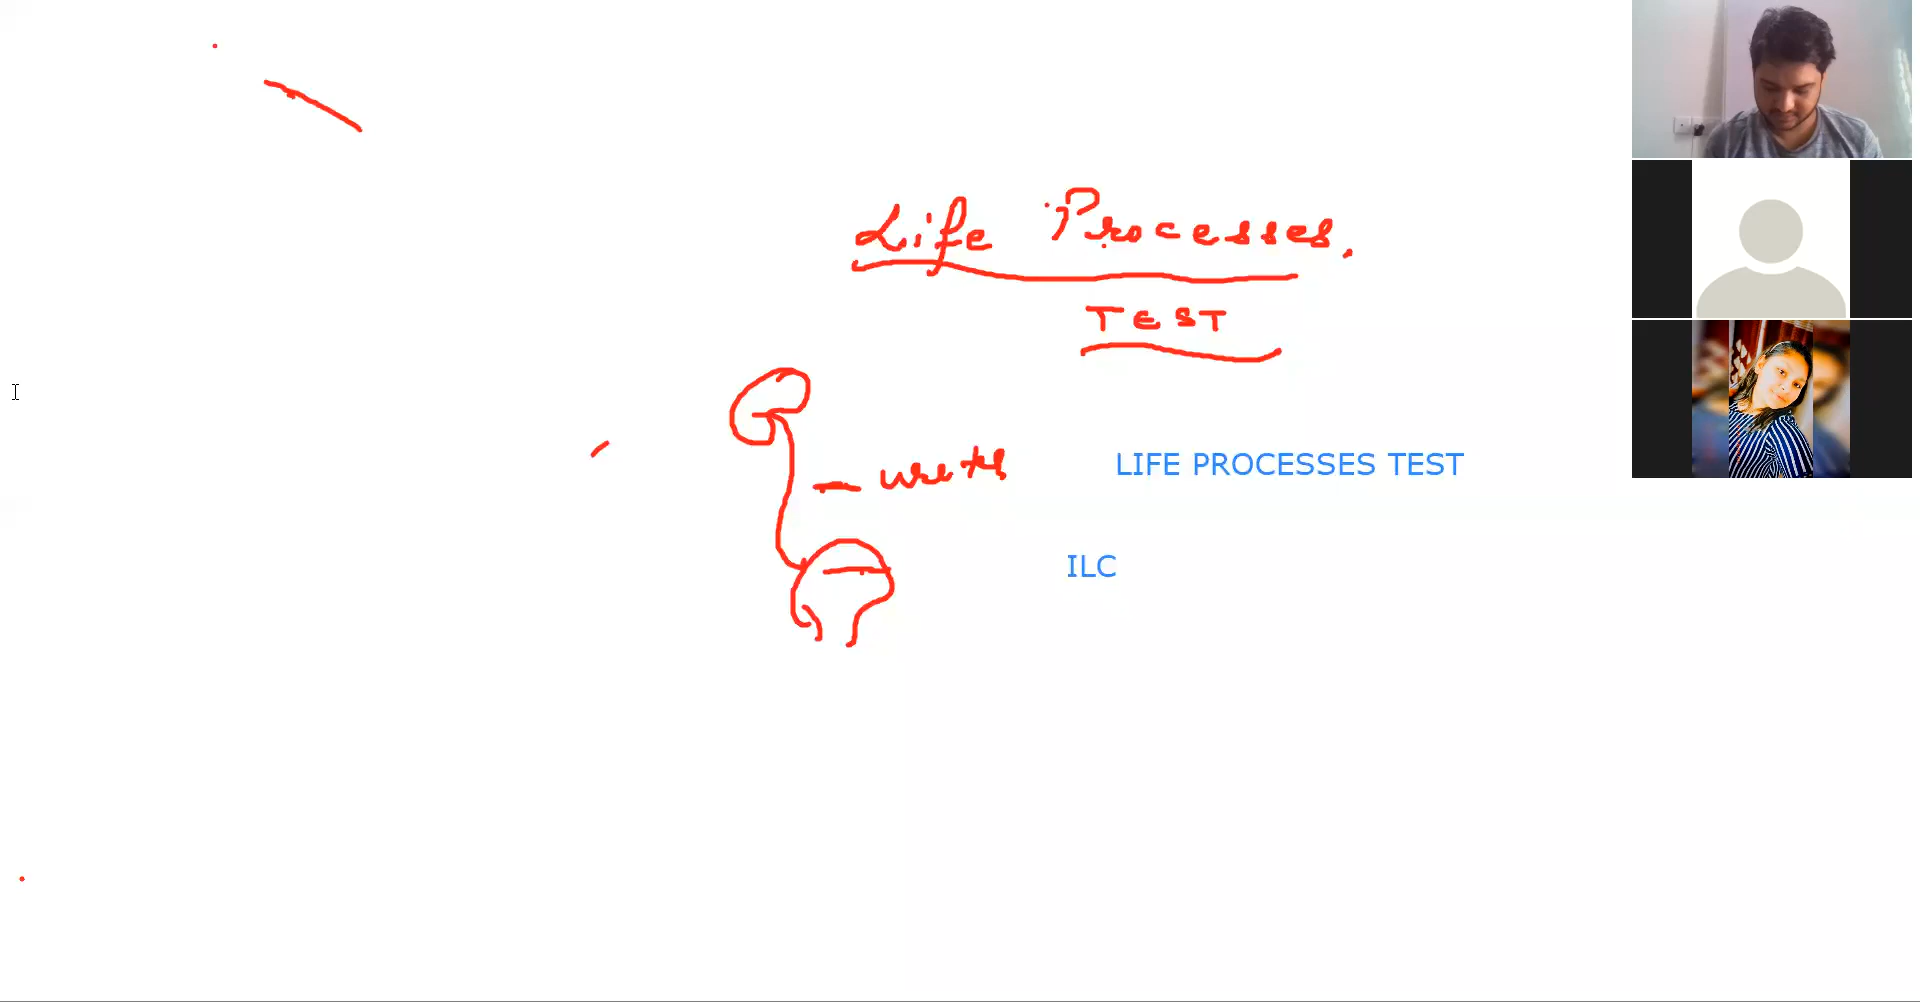 Life Processes.
TEST
LIFE PROCESSES TEST
ILC